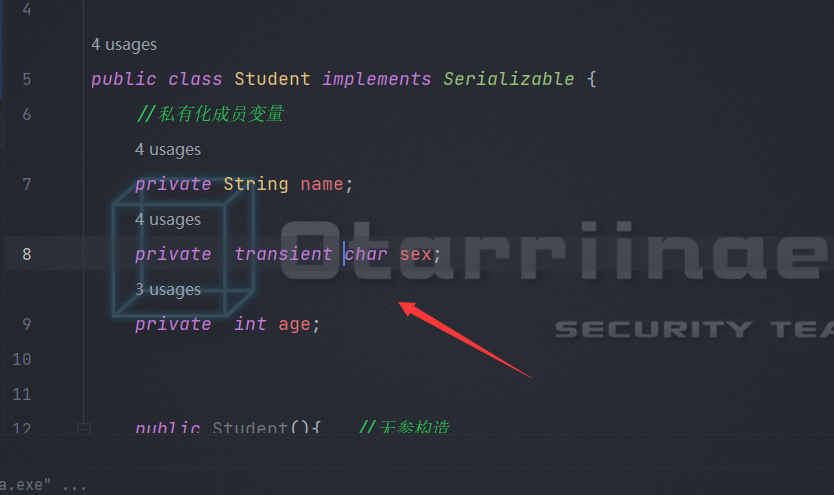 4
4 usages
5 public class Student implements Serializable {
6 //私有化成员变量
4 usages
7 private String name;
4 usages
8 private transient char sex;
3 usages
9 private int age;
10
11
12 public Student(){ //无参构造
Otarriinae
SECURITY TEA
a.exe" ...